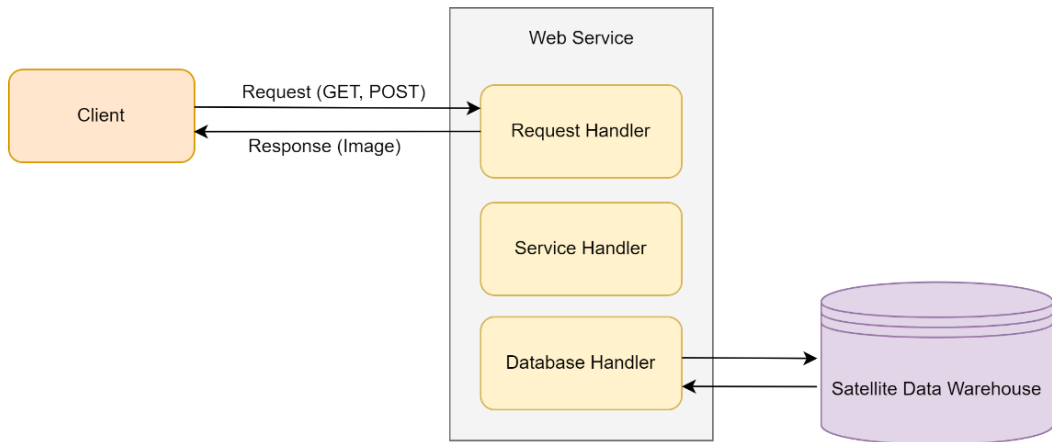 Web Service
Client
Request (GET, POST)
Response (Image)
Request Handler
Service Handler
Database Handler
Satellite Data Warehouse